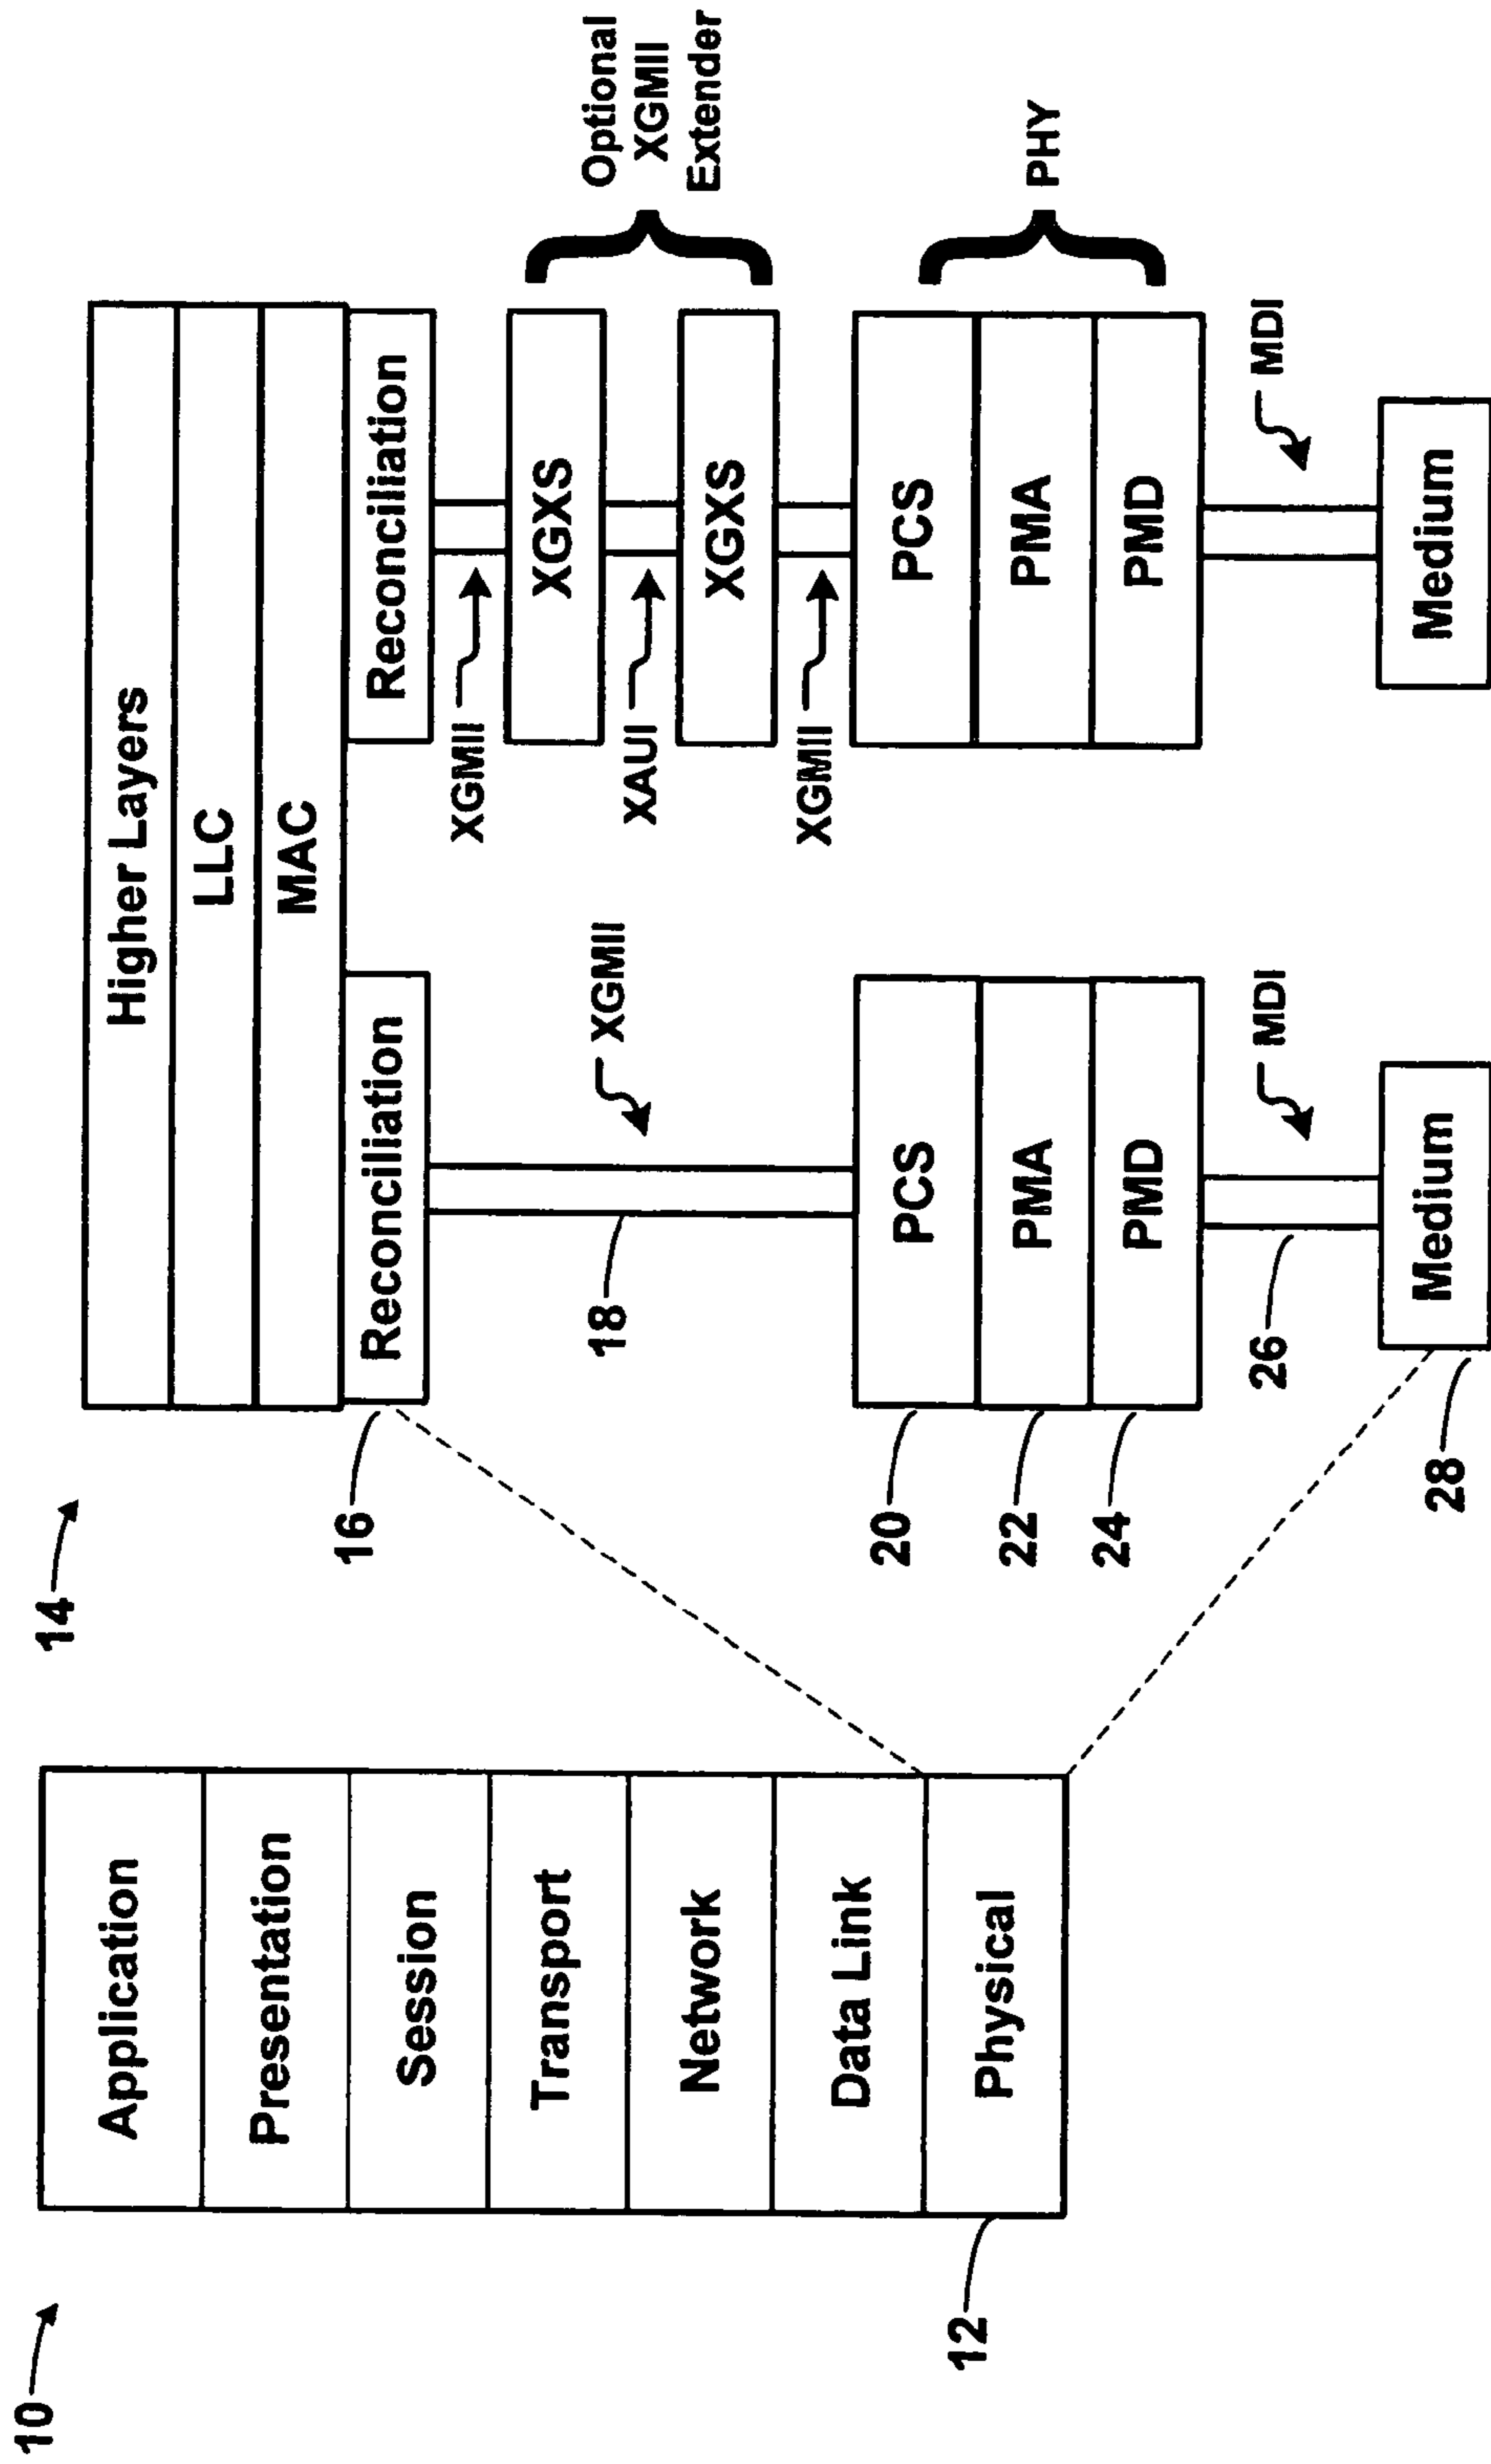 10
Application
Presentation
Session
Transport
Network
Data Link
Physical
12
14
Higher Layers
LLC
MAC
Reconciliation
16
XGMII
18
PCS
20
PMA
22
PMD
24
MDI
26
Medium
28
Reconciliation
XGMII
XGXS
XAUI
XGXS
XGMII
Optional
XGMII
Extender
PCS
PMA
PMD
PHY
MDI
Medium